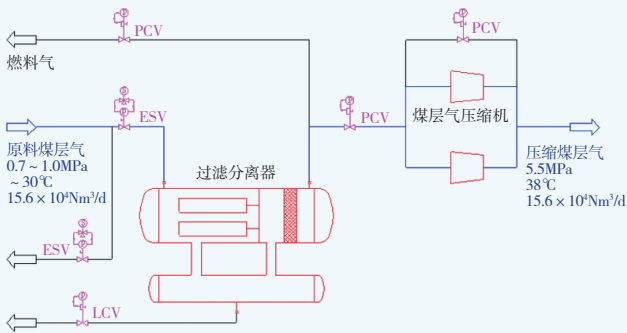 PCV
PCV
燃料气
ESV
PCV
煤层气压缩机
原料煤层气
0.7～1.0MPa
～30℃
15.6×10⁴Nm³/d
过滤分离器
压缩煤层气
5.5MPa
38℃
15.6×10⁴Nm³/d
ESV
LCV